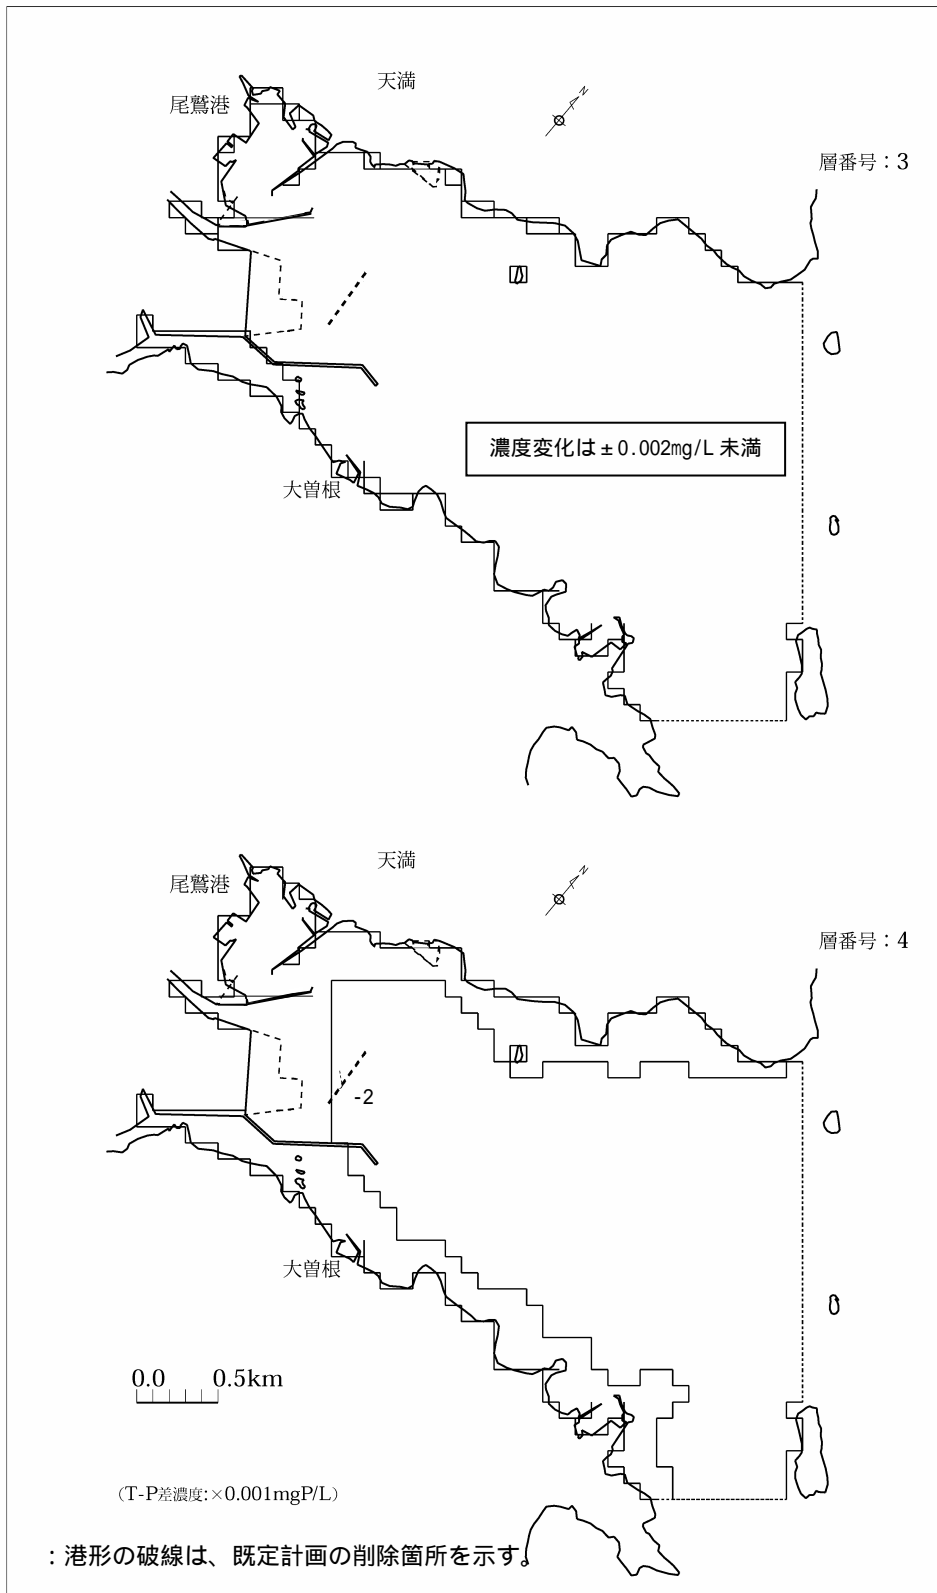 天満
尾鷲港
N
層番号：3
濃度変化は±0.002mg/L 未満
大曽根
天満
尾鷲港
N
層番号：4
-2
大曽根
0.0 0.5km
（T-P差濃度:×0.001mgP/L）
：港形の破線は、既定計画の削除箇所を示す。